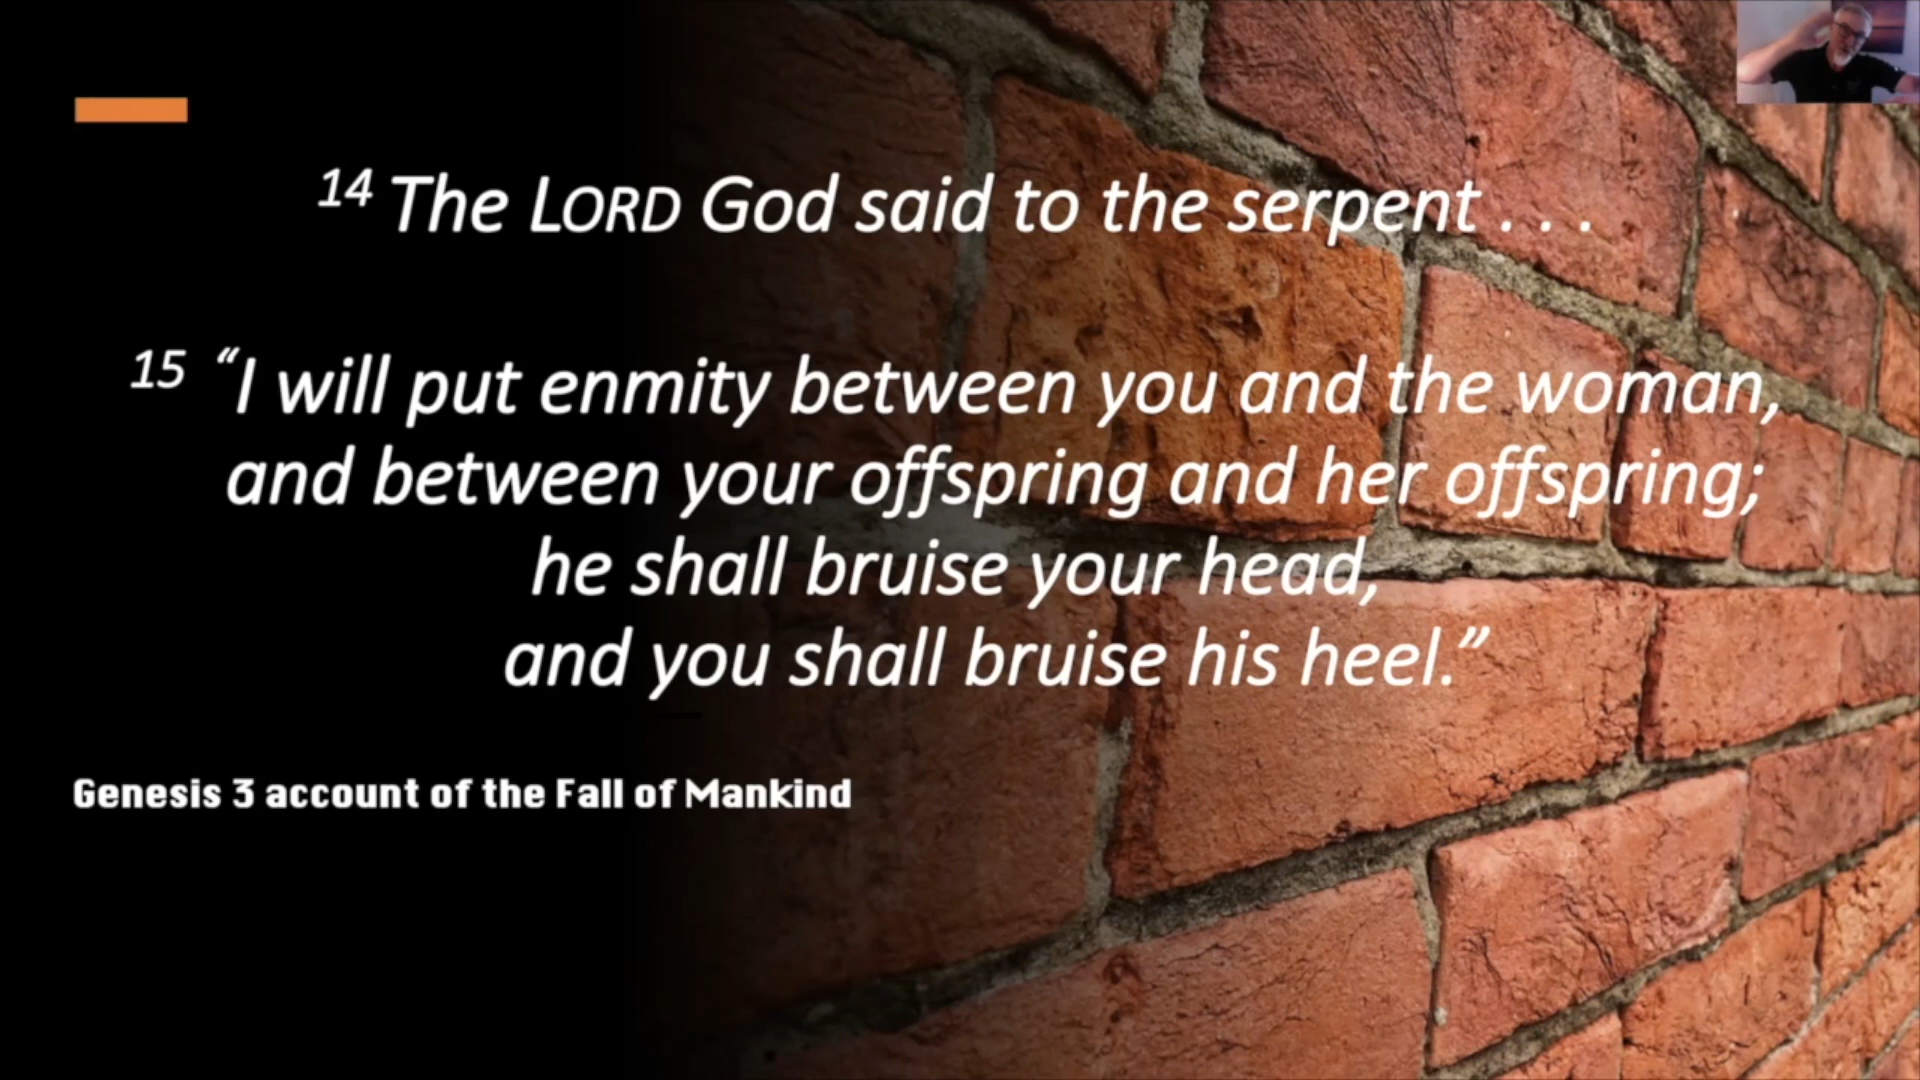 14 The LORD God said to the serpent . . .
15 “I will put enmity between you and the woman,
and between your offspring and her offspring;
he shall bruise your head,
and you shall bruise his heel.”
Genesis 3 account of the Fall of Mankind